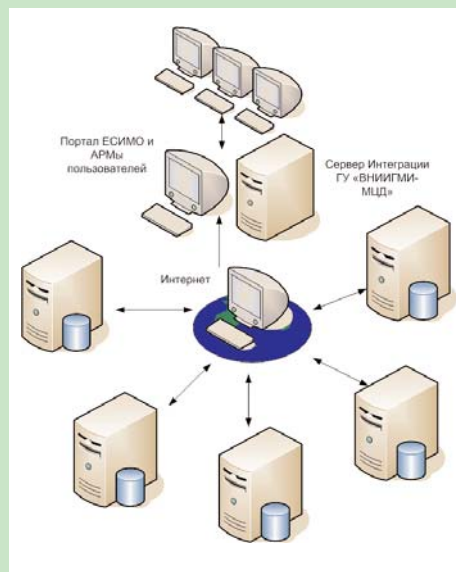 Портал ЕСИМО и
АРМы
пользователей
Сервер Интеграции
ГУ «ВНИИГМИ-
МЦД»
Интернет